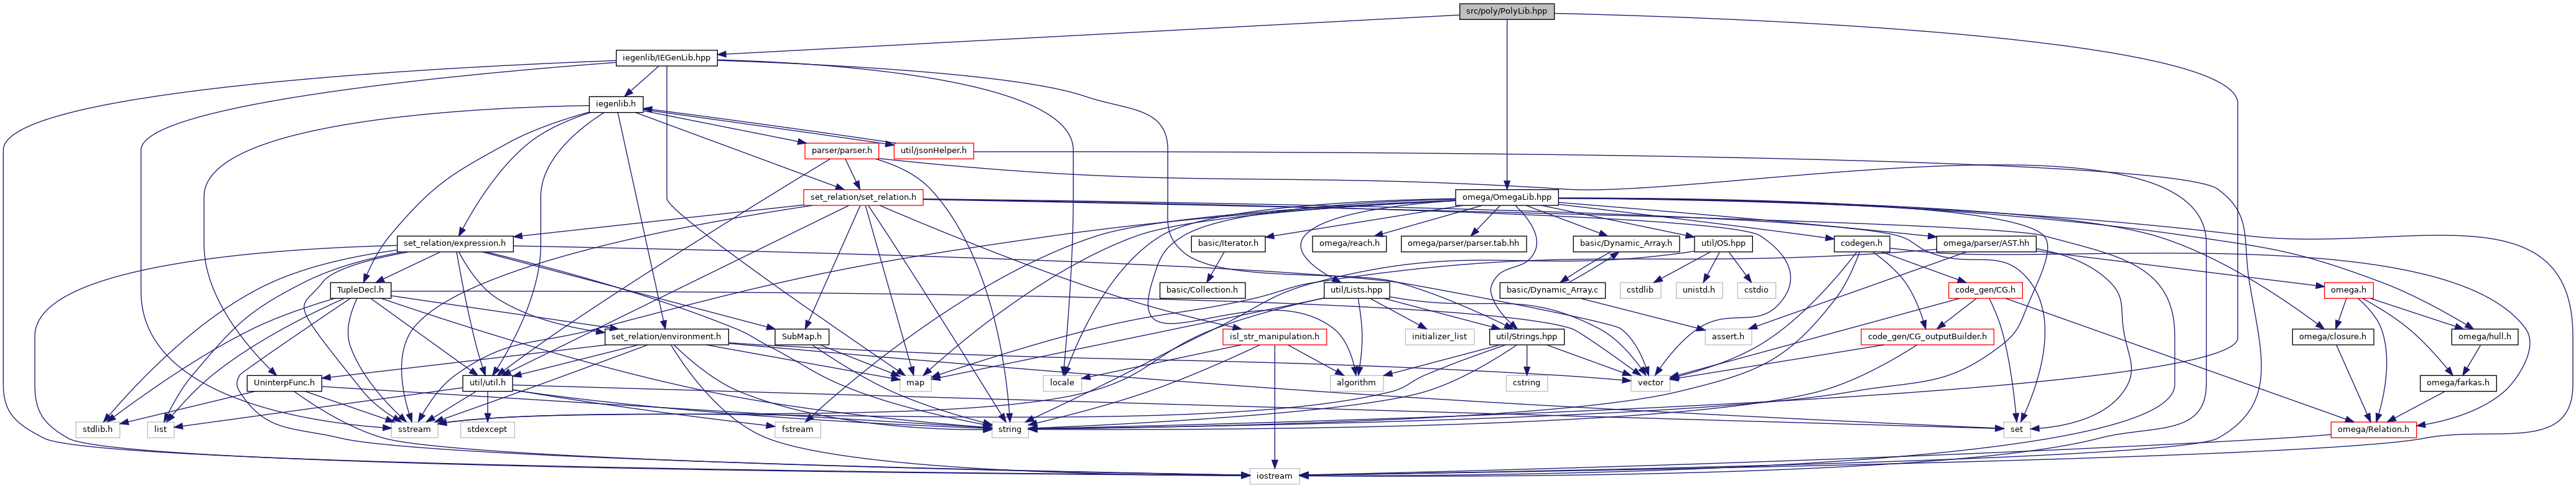 src/poly/PolyLib.hpp
iegenlib/IEGenLib.hpp
iegenlib.h
parser/parser.h
util/jsonHelper.h
set_relation/set_relation.h
omega/OmegaLib.hpp
set_relation/expression.h
basic/Iterator.h
omega/reach.h
omega/parser/parser.tab.hh
basic/Dynamic_Array.h
util/OS.hpp
codegen.h
omega/parser/AST.hh
TupleDecl.h
basic/Collection.h
util/Lists.hpp
basic/Dynamic_Array.c
cstdlib
unistd.h
cstdio
code_gen/CG.h
omega.h
set_relation/environment.h
SubMap.h
isl_str_manipulation.h
initializer_list
util/Strings.hpp
assert.h
code_gen/CG_outputBuilder.h
omega/closure.h
omega/hull.h
UninterpFunc.h
util/util.h
map
locale
algorithm
cstring
vector
omega/farkas.h
stdlib.h
list
sstream
stdexcept
fstream
string
set
omega/Relation.h
iostream